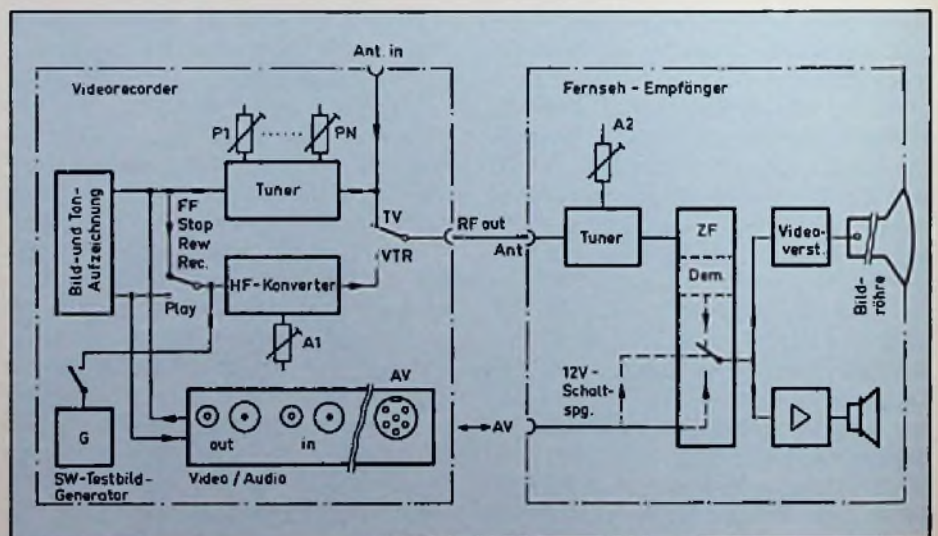 Ant. in
Videorecorder
P1 ...... PN
Tuner
Bild- und Ton-
Aufzeichnung
FF
Stop
Rew
Rec.
Play
TV
VTR
RF out
HF-Konverter
A1
AV
G
out
in
SW-Testbild-
Generator
Video / Audio
Fernseh - Empfänger
A2
Ant
Tuner
ZF
Dem.
Video-
verst.
Bild-
röhre
12V -
Schalt-
spg.
AV